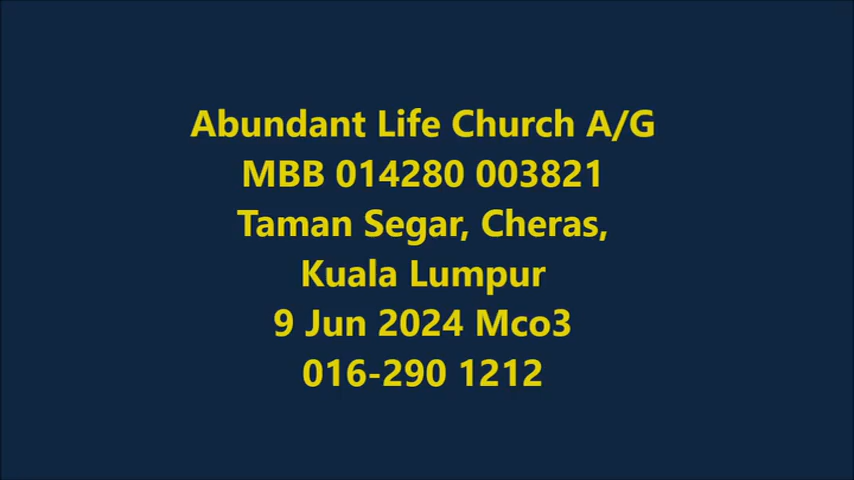 Abundant Life Church A/G
MBB 014280 003821
Taman Segar, Cheras,
Kuala Lumpur
9 Jun 2024 Mco3
016-290 1212